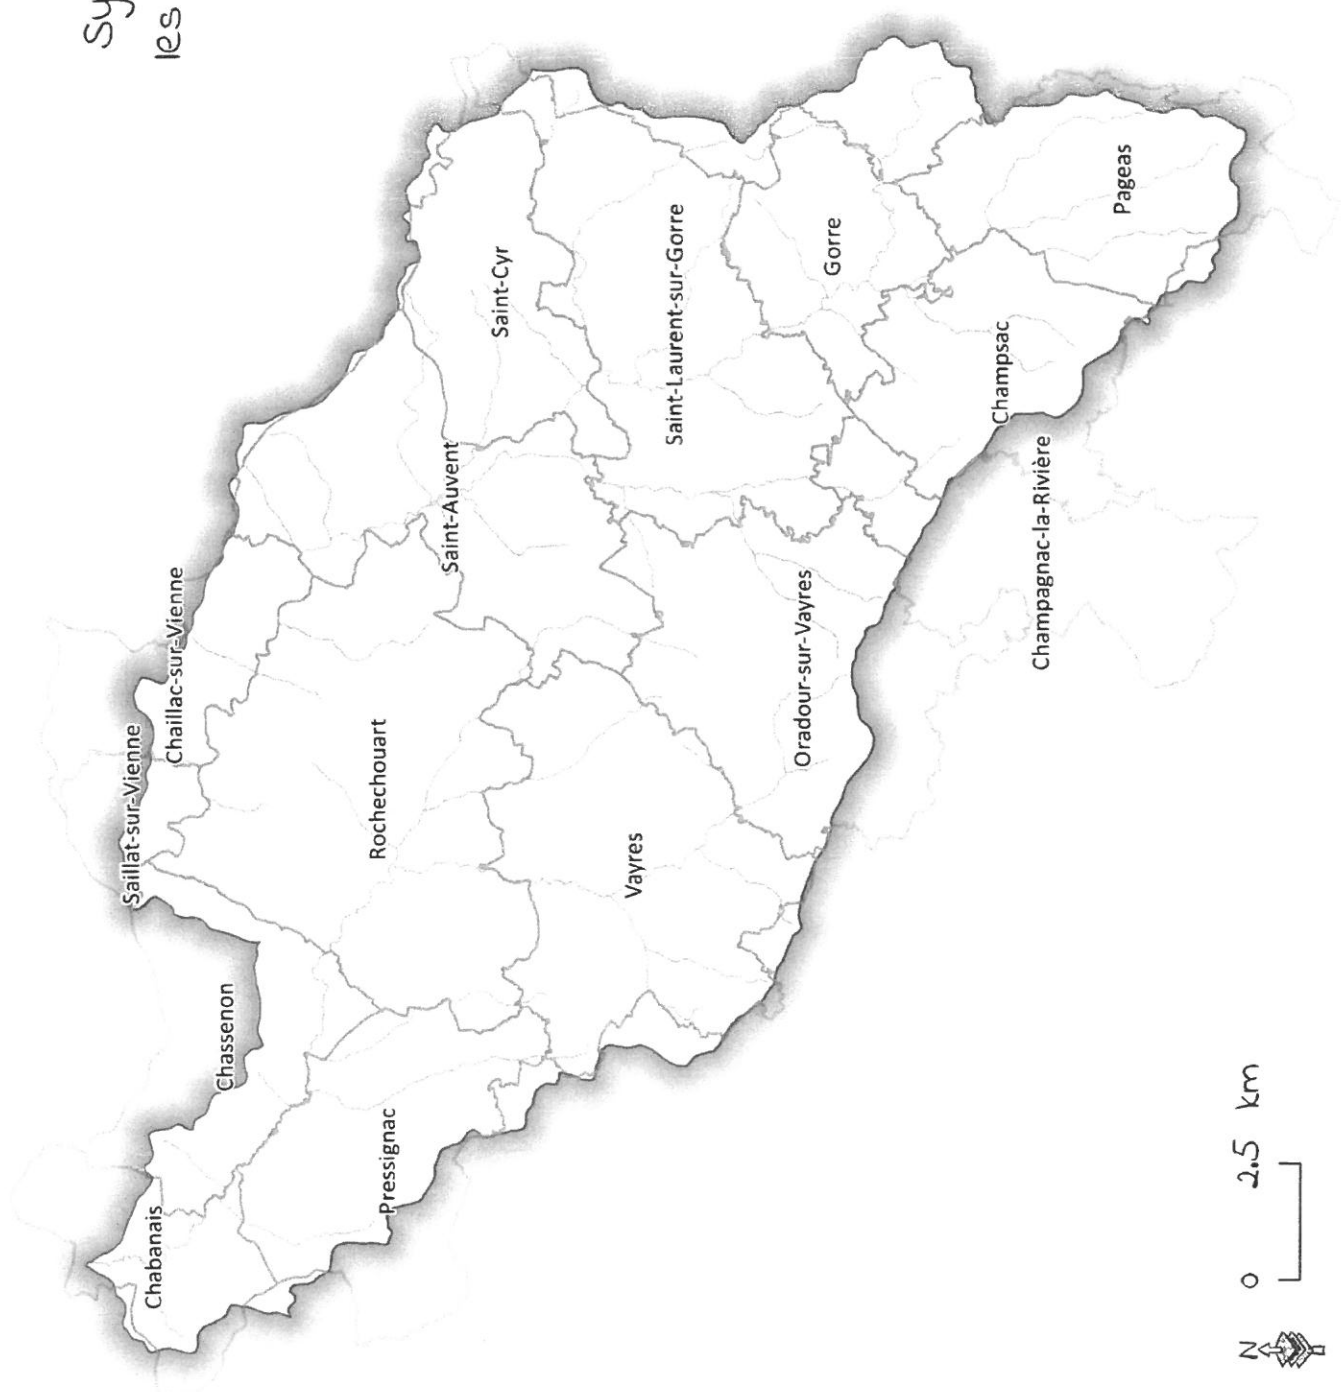 Sy
les
Saillat-sur-Vienne
Chabanais
Chaillac-sur-Vienne
Chassenon
Rochechouart
Pressignac
Saint-Auvent
Saint-Cyr
Vayres
Saint-Laurent-sur-Gorre
Oradour-sur-Vayres
Gorre
Champsac
Champagnac-la-Rivière
Pageas
N
0 2.5 km